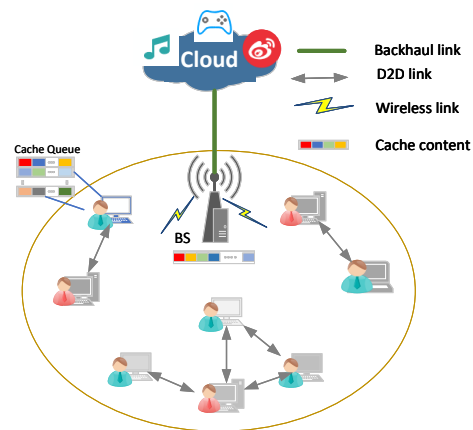 Cloud
Backhaul link
D2D link
Wireless link
Cache content
Cache Queue
BS